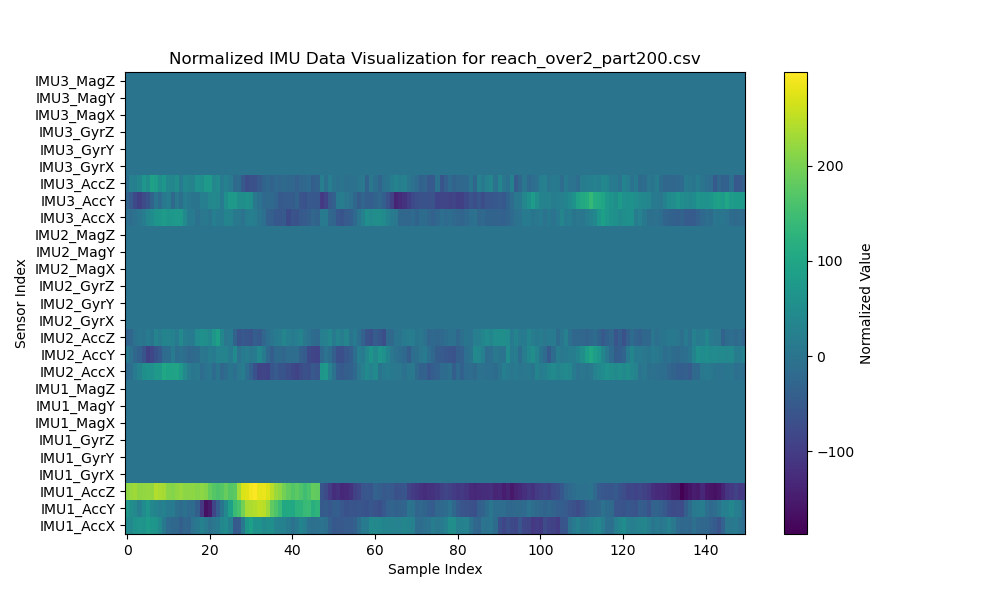 Normalized IMU Data Visualization for reach_over2_part200.csv
IMU3_MagZ
IMU3_MagY
IMU3_MagX
IMU3_GyrZ
IMU3_GyrY
IMU3_GyrX
IMU3_AccZ
IMU3_AccY
IMU3_AccX
IMU2_MagZ
IMU2_MagY
IMU2_MagX
IMU2_GyrZ
IMU2_GyrY
IMU2_GyrX
IMU2_AccZ
IMU2_AccY
IMU2_AccX
IMU1_MagZ
IMU1_MagY
IMU1_MagX
IMU1_GyrZ
IMU1_GyrY
IMU1_GyrX
IMU1_AccZ
IMU1_AccY
IMU1_AccX
Sensor Index
0 20 40 60 80 100 120 140
Sample Index
200
100
0
−100
Normalized Value